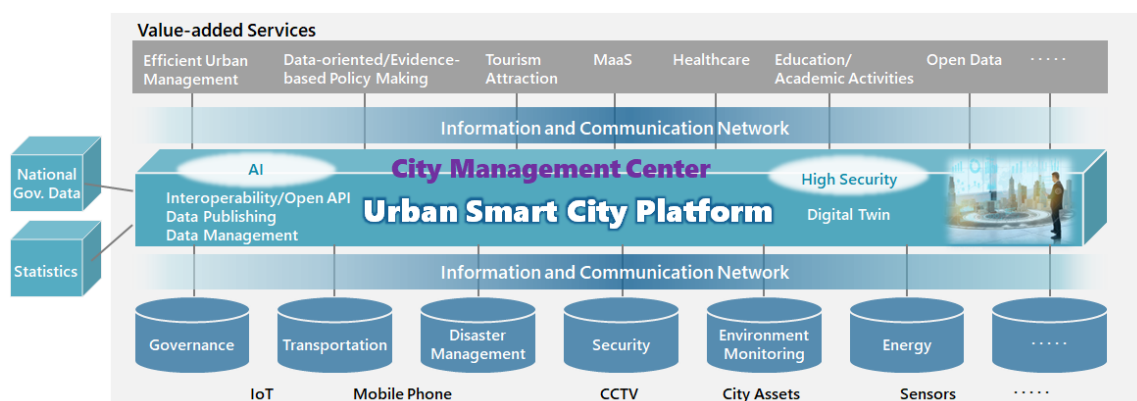 Value-added Services
Efficient Urban
Management
Data-oriented/Evidence-
based Policy Making
Tourism
Attraction
MaaS
Healthcare
Education/
Academic Activities
Open Data
·····
Information and Communication Network
National
Gov. Data
Statistics
AI
City Management Center
High Security
Interoperability/Open API
Data Publishing
Data Management
Urban Smart City Platform
Digital Twin
Information and Communication Network
Governance
Transportation
Disaster
Management
Security
Environment
Monitoring
Energy
·····
IoT
Mobile Phone
CCTV
City Assets
Sensors
·····